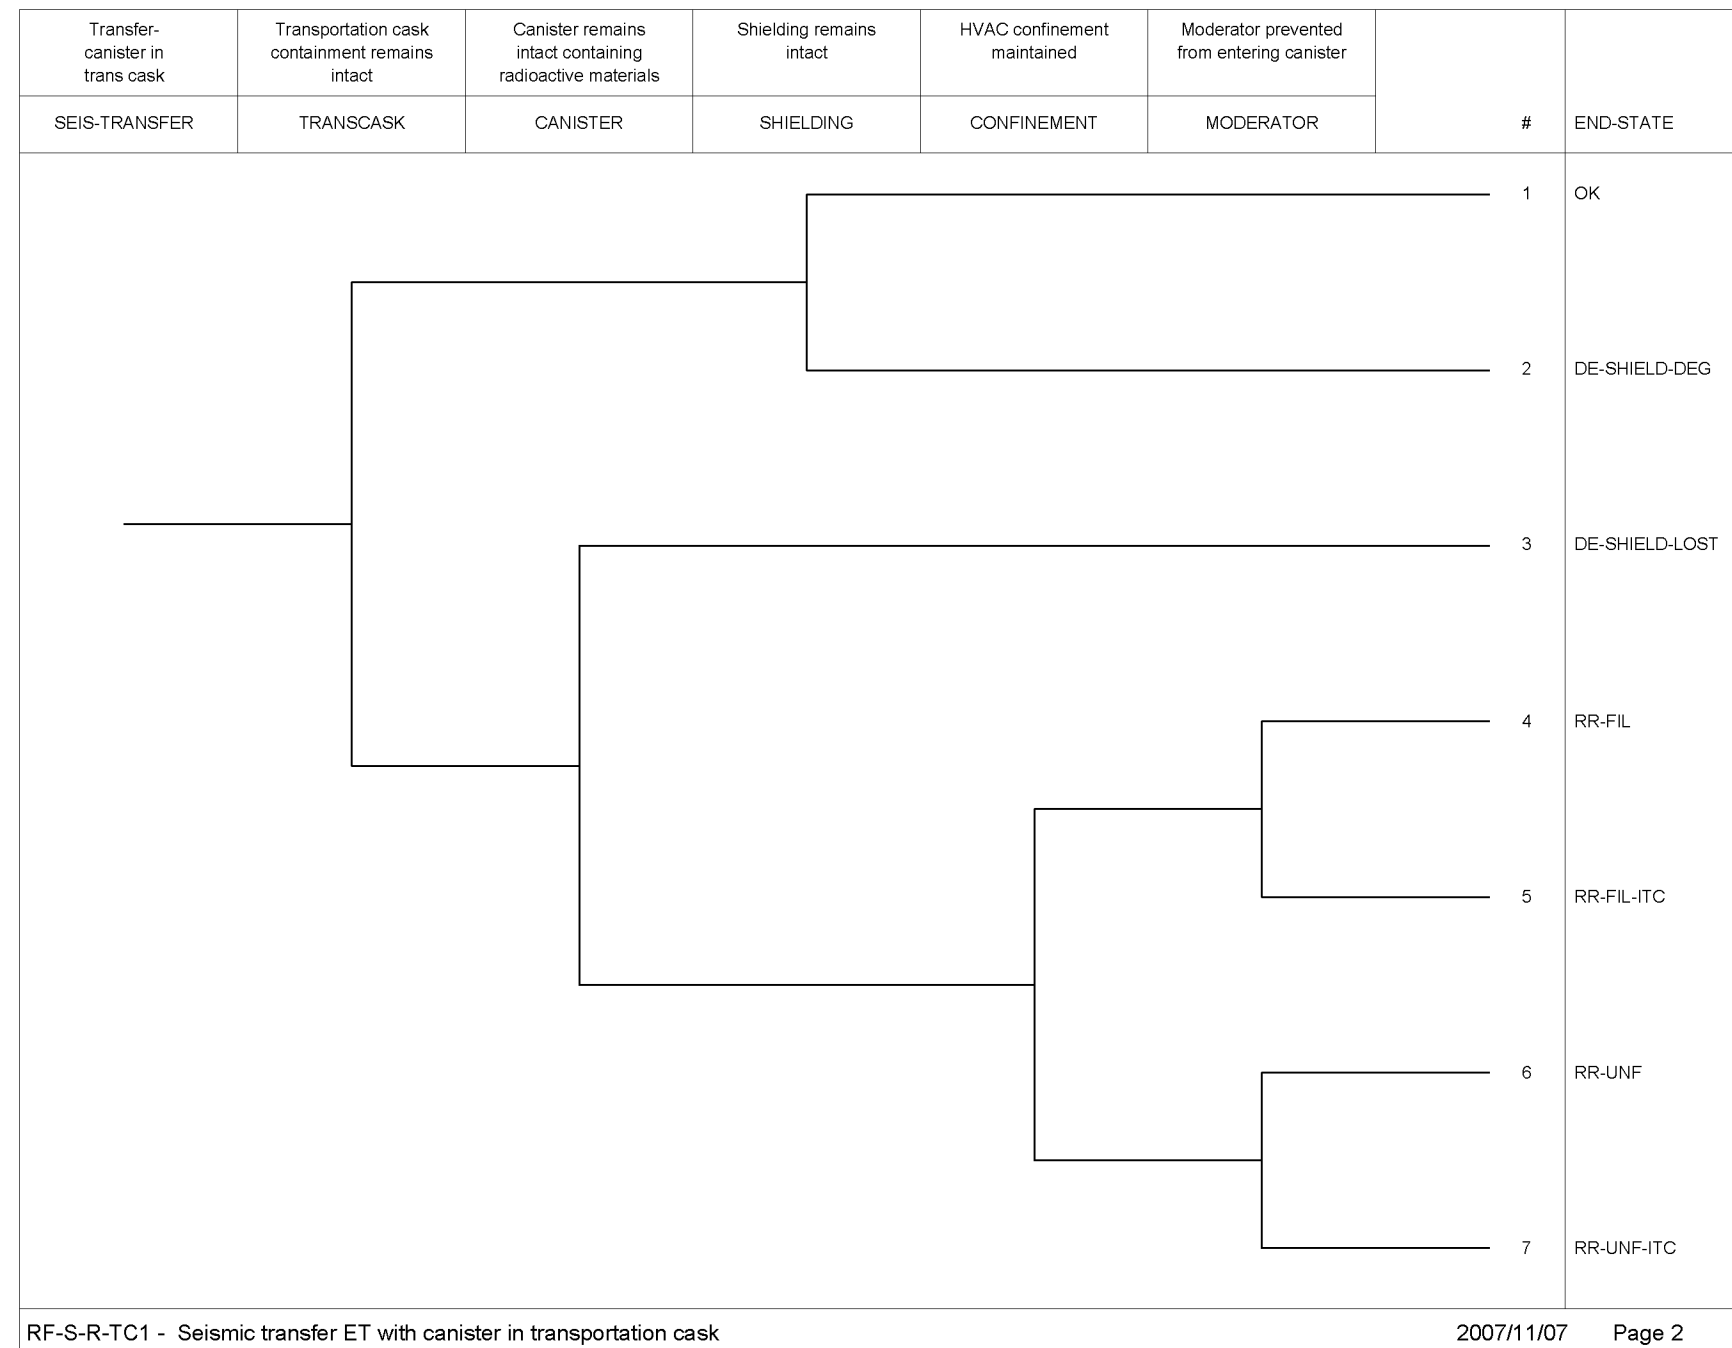 Transfer-
canister in
trans cask
Transportation cask
containment remains
intact
Canister remains
intact containing
radioactive materials
Shielding remains
intact
HVAC confinement
maintained
Moderator prevented
from entering canister
SEIS-TRANSFER
TRANSCASK
CANISTER
SHIELDING
CONFINEMENT
MODERATOR
#
END-STATE
1 OK
2 DE-SHIELD-DEG
3 DE-SHIELD-LOST
4 RR-FIL
5 RR-FIL-ITC
6 RR-UNF
7 RR-UNF-ITC
RF-S-R-TC1 - Seismic transfer ET with canister in transportation cask
2007/11/07 Page 2